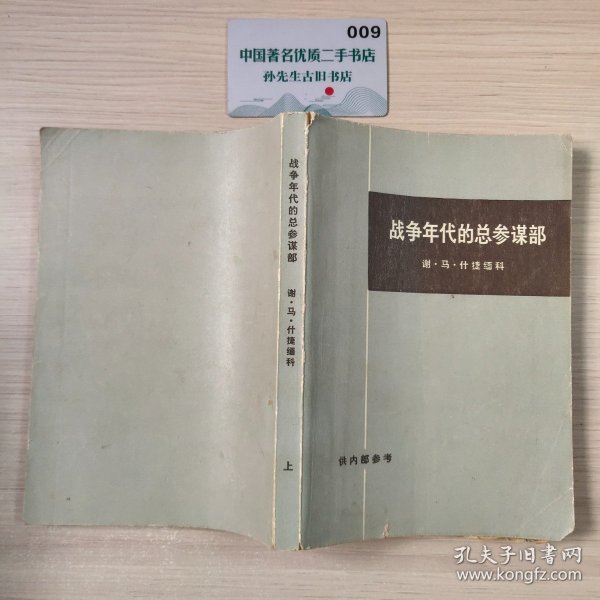 009
中国著名优质二手书店
孙先生古旧书店
战争年代的总参谋部
谢·马·什捷缅科
上
战争年代的总参谋部
谢·马·什捷缅科
供内部参考
孔夫子旧书网
www.kongfz.com